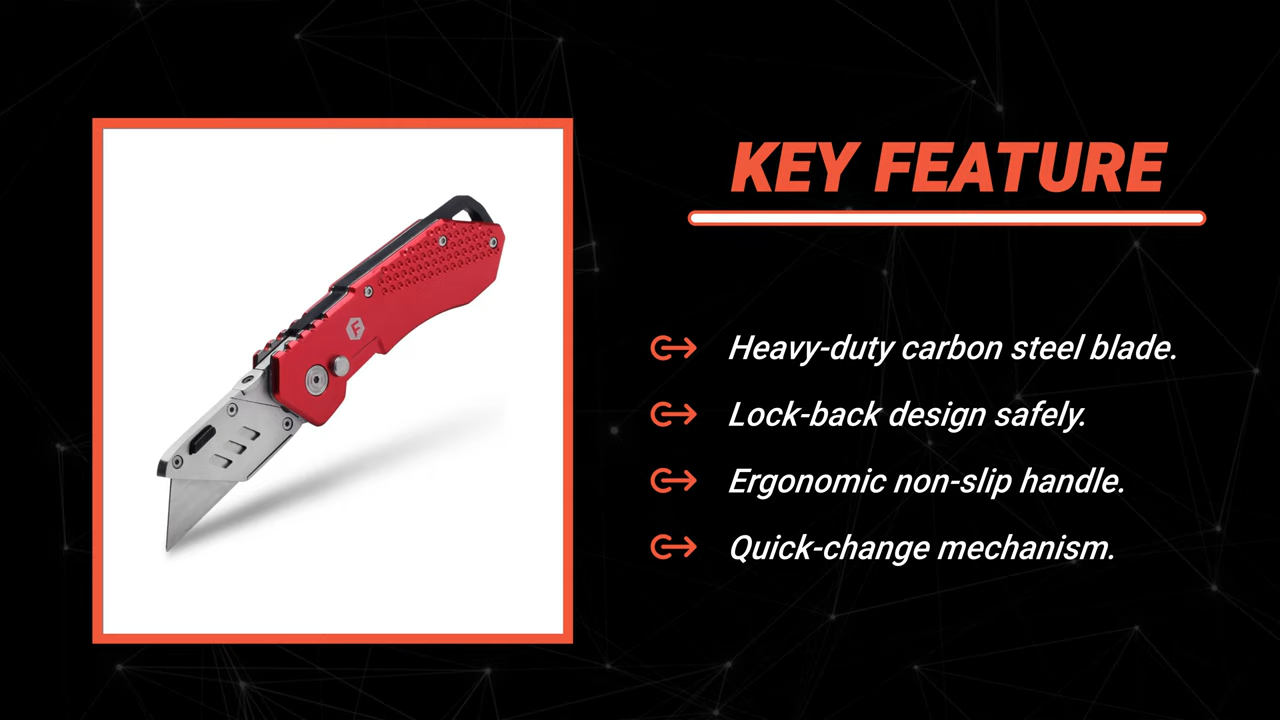 KEY FEATURE
Heavy-duty carbon steel blade.
Lock-back design safely.
Ergonomic non-slip handle.
Quick-change mechanism.